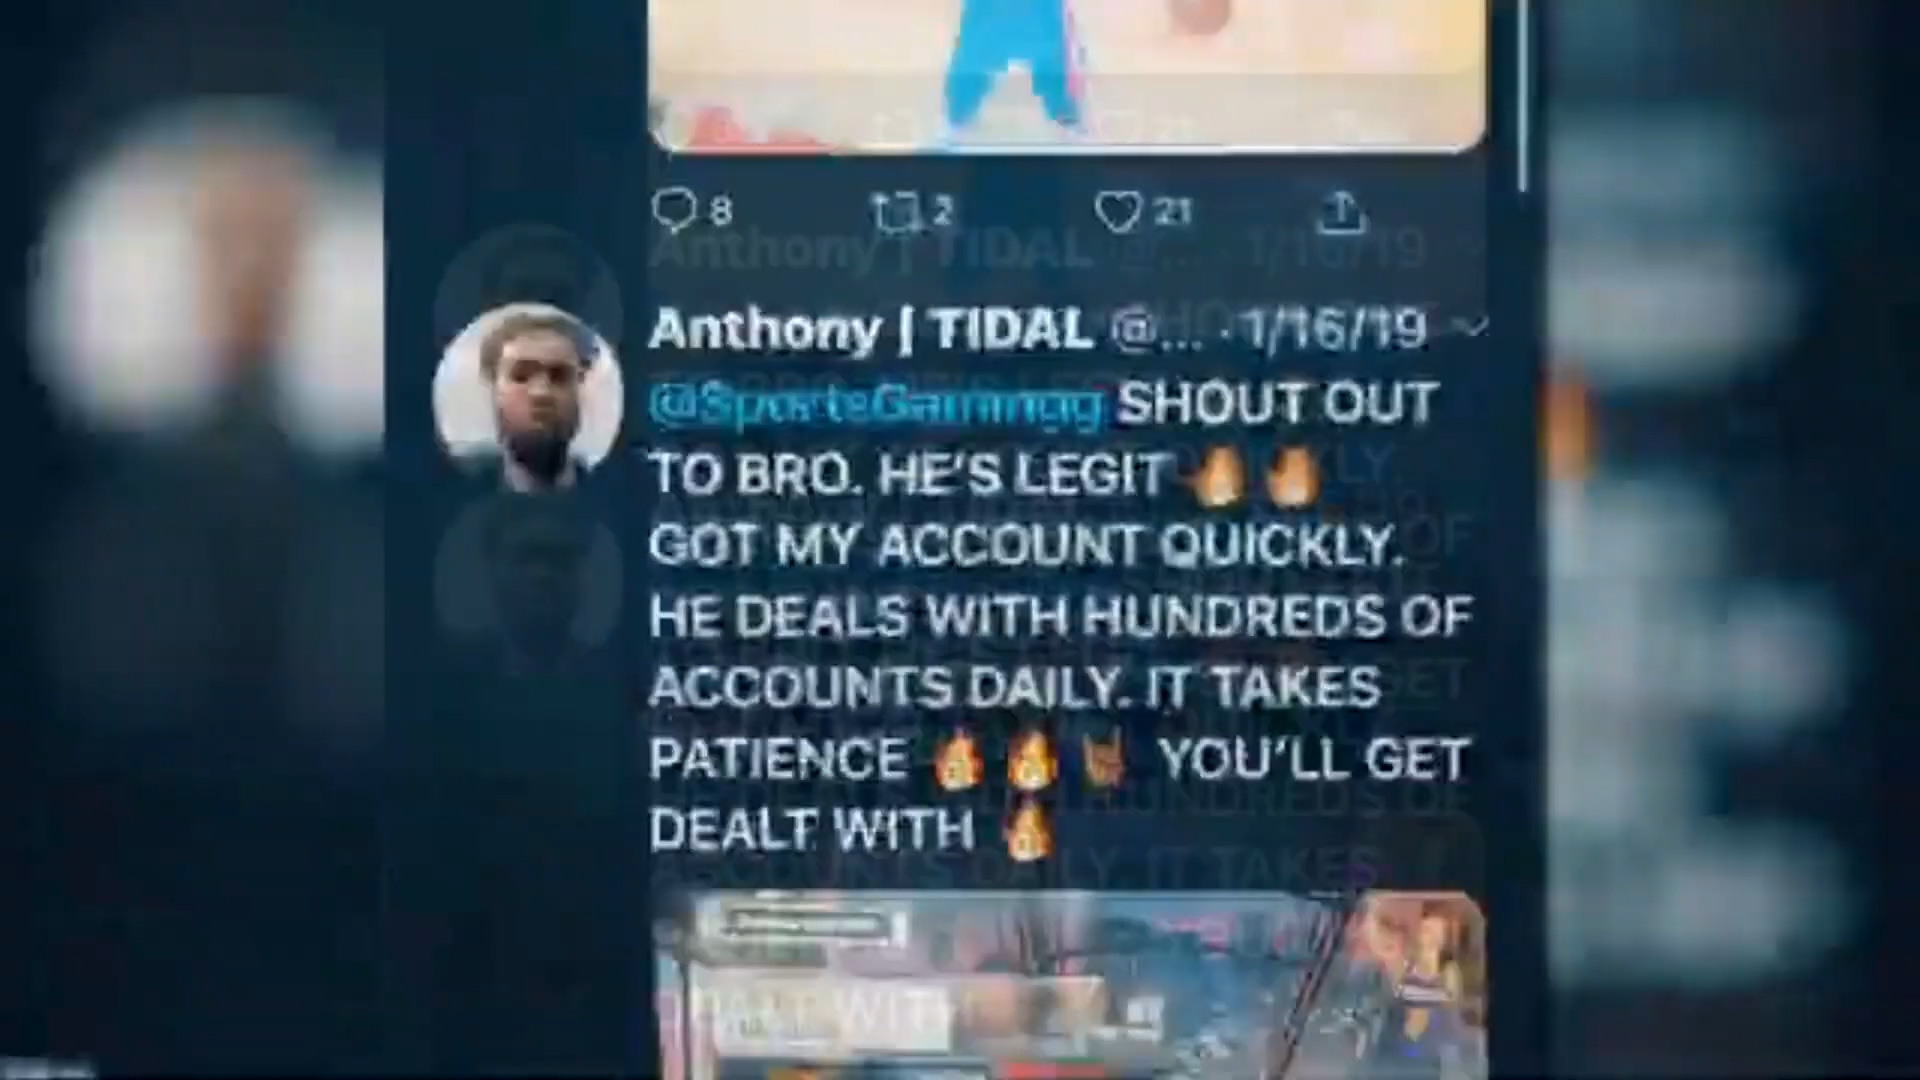 8 2 21
Anthony | TIDAL @... · 1/16/19
@SportsGamingg SHOUT OUT
TO BRO. HE'S LEGIT 🔥 🔥
GOT MY ACCOUNT QUICKLY.
HE DEALS WITH HUNDREDS OF
ACCOUNTS DAILY. IT TAKES
PATIENCE 🔥 🔥 🤘🏾 YOU'LL GET
DEALT WITH 🔥